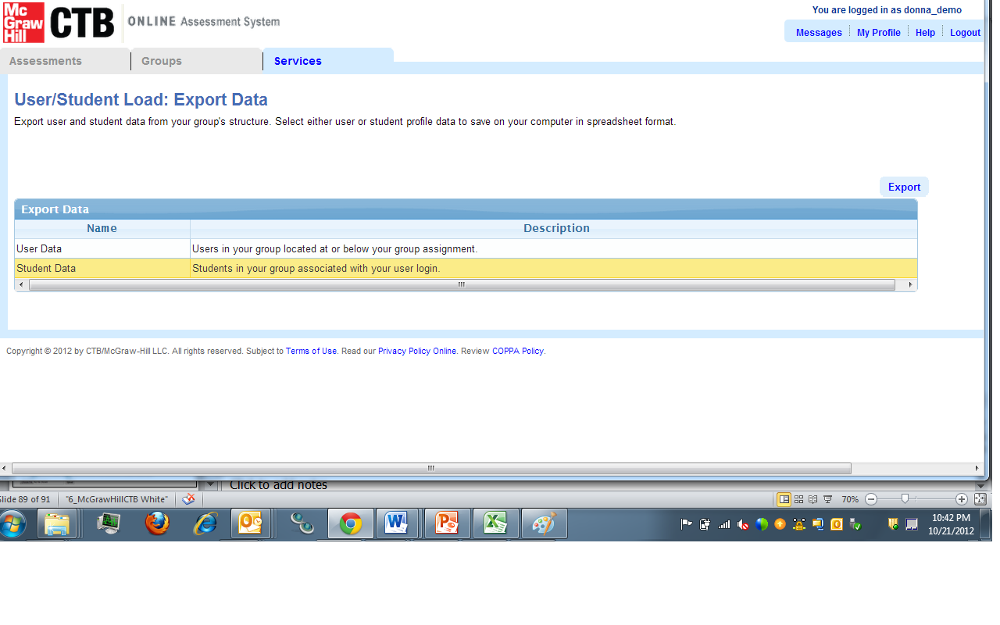 Mc
Graw
Hill
CTB
ONLINE Assessment System
You are logged in as donna_demo
Messages
My Profile
Help
Logout
Assessments
Groups
Services
User/Student Load: Export Data
Export user and student data from your group's structure. Select either user or student profile data to save on your computer in spreadsheet format.
Export
Export Data
Name
Description
User Data
Users in your group located at or below your group assignment.
Student Data
Students in your group associated with your user login.
Copyright © 2012 by CTB/McGraw-Hill LLC. All rights reserved. Subject to Terms of Use. Read our Privacy Policy Online. Review COPPA Policy.
Click to add notes
Slide 89 of 91
"6_McGrawHillCTB White"
70%
10:42 PM
10/21/2012